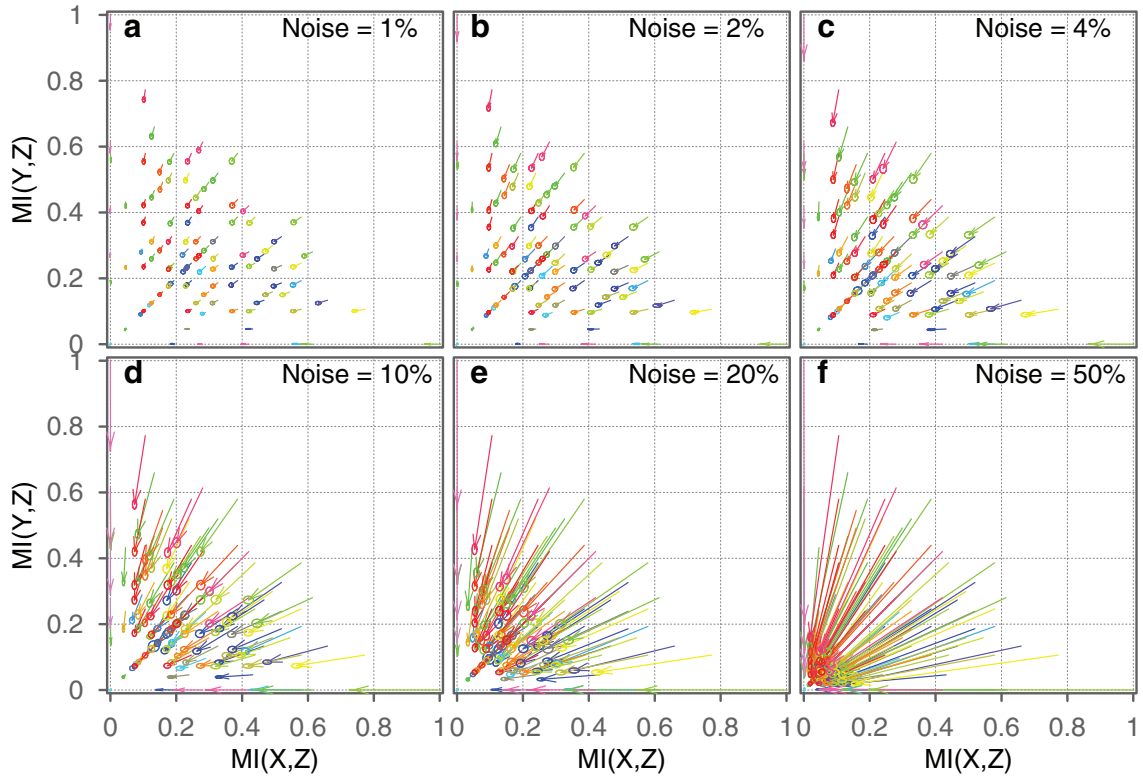 a Noise = 1%
b Noise = 2%
c Noise = 4%
1
0.8
0.6
0.4
0.2
0
MI(Y,Z)
d Noise = 10%
e Noise = 20%
f Noise = 50%
1
0.8
0.6
0.4
0.2
0
MI(Y,Z)
0 0.2 0.4 0.6 0.8 1
0 0.2 0.4 0.6 0.8 1
0 0.2 0.4 0.6 0.8 1
MI(X,Z)
MI(X,Z)
MI(X,Z)